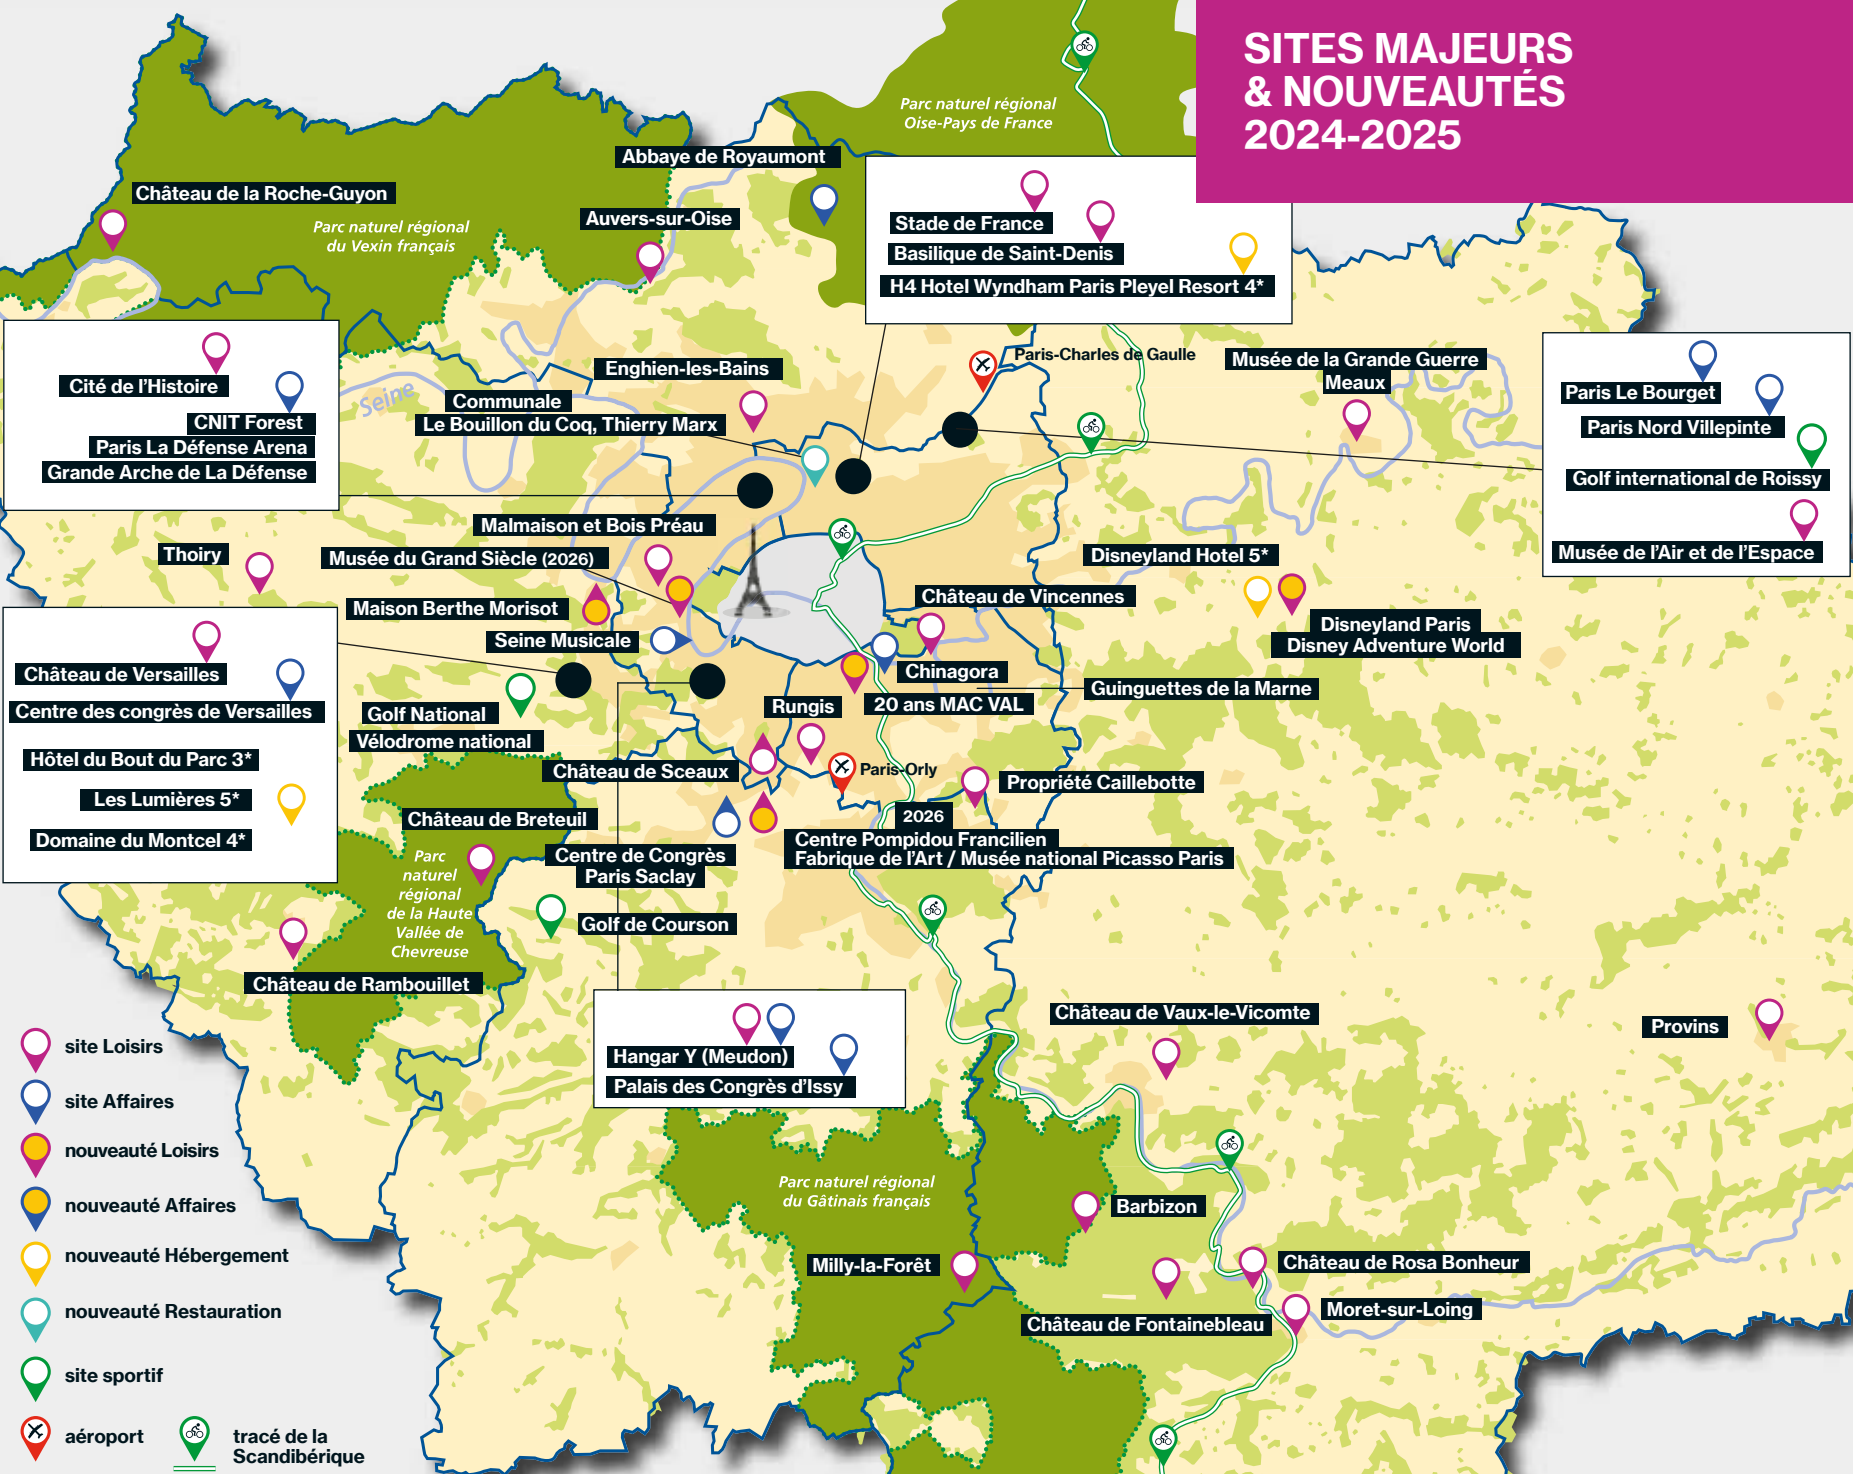 SITES MAJEURS
& NOUVEAUTÉS
2024-2025
Parc naturel régional
Oise-Pays de France
Abbaye de Royaumont
Château de la Roche-Guyon
Parc naturel régional
du Vexin français
Auvers-sur-Oise
Stade de France
Basilique de Saint-Denis
H4 Hotel Wyndham Paris Pleyel Resort 4*
Cité de l'Histoire
CNIT Forest
Paris La Défense Arena
Grande Arche de La Défense
Seine
Enghien-les-Bains
Communale
Le Bouillon du Coq, Thierry Marx
Paris-Charles de Gaulle
Musée de la Grande Guerre
Meaux
Paris Le Bourget
Paris Nord Villepinte
Golf international de Roissy
Musée de l'Air et de l'Espace
Malmaison et Bois Préau
Thoiry
Musée du Grand Siècle (2026)
Maison Berthe Morisot
Seine Musicale
Disneyland Hotel 5*
Château de Vincennes
Disneyland Paris
Disney Adventure World
Chinagora
Guinguettes de la Marne
20 ans MAC VAL
Rungis
Château de Versailles
Centre des congrès de Versailles
Hôtel du Bout du Parc 3*
Les Lumières 5*
Domaine du Montcel 4*
Golf National
Vélodrome national
Château de Sceaux
Paris-Orly
Propriété Caillebotte
Château de Breteuil
2026
Centre Pompidou Francilien
Fabrique de l'Art / Musée national Picasso Paris
Centre de Congrès
Paris Saclay
Parc
naturel
régional
de la Haute
Vallée de
Chevreuse
Golf de Courson
Château de Rambouillet
Hangar Y (Meudon)
Palais des Congrès d'Issy
Château de Vaux-le-Vicomte
Provins
Parc naturel régional
du Gâtinais français
Barbizon
Milly-la-Forêt
Château de Rosa Bonheur
Moret-sur-Loing
Château de Fontainebleau
site Loisirs
site Affaires
nouveauté Loisirs
nouveauté Affaires
nouveauté Hébergement
nouveauté Restauration
site sportif
aéroport
tracé de la
Scandibérique